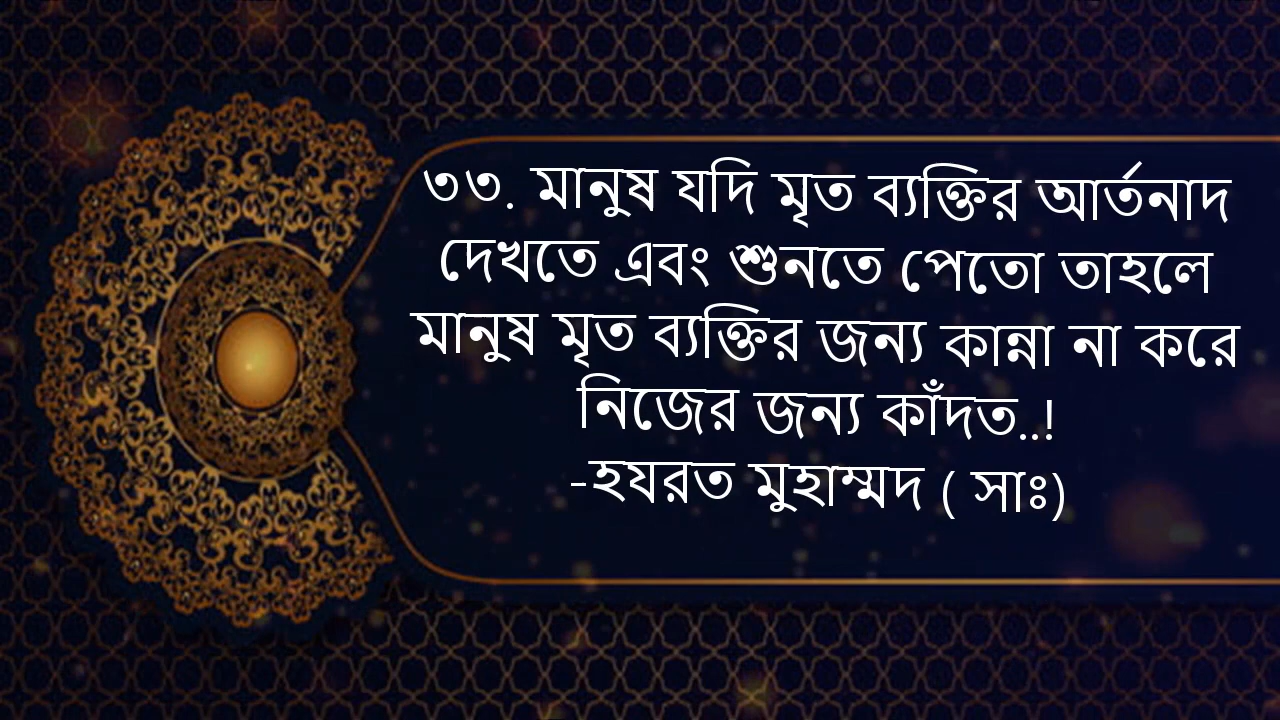 ৩৩. মানুষ যদি মৃত ব্যক্তির আর্তনাদ
দেখতে এবং শুনতে পেতো তাহলে
মানুষ মৃত ব্যক্তির জন্য কান্না না করে
নিজের জন্য কাঁদত..!
-হযরত মুহাম্মদ ( সাঃ)